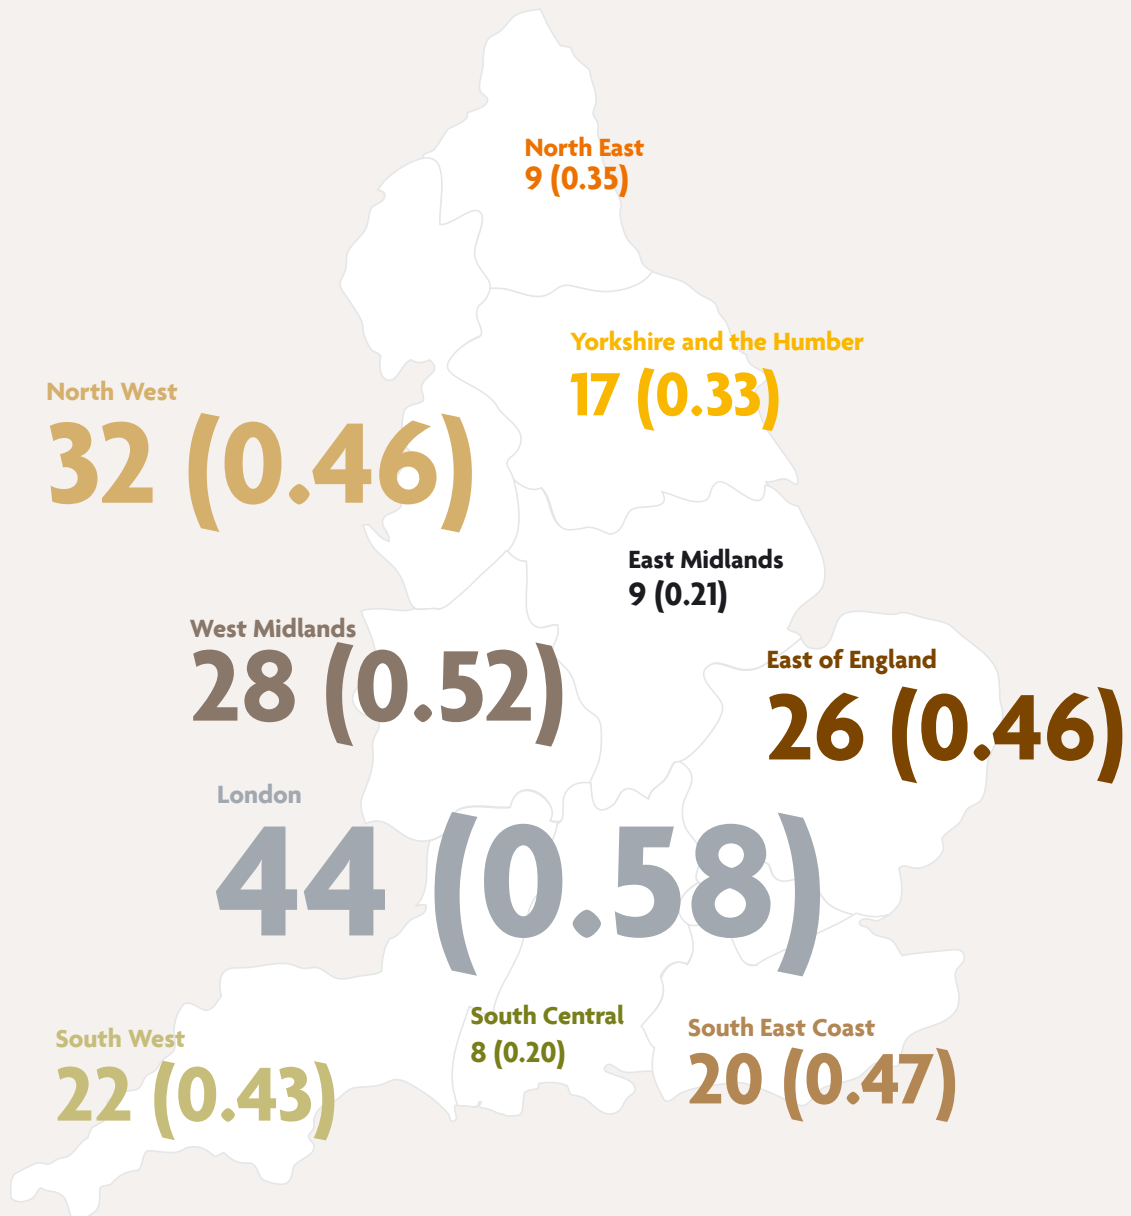 North East
9 (0.35)
Yorkshire and the Humber
17 (0.33)
North West
32 (0.46)
East Midlands
9 (0.21)
West Midlands
28 (0.52)
East of England
26 (0.46)
London
44 (0.58)
South Central
8 (0.20)
South East Coast
20 (0.47)
South West
22 (0.43)